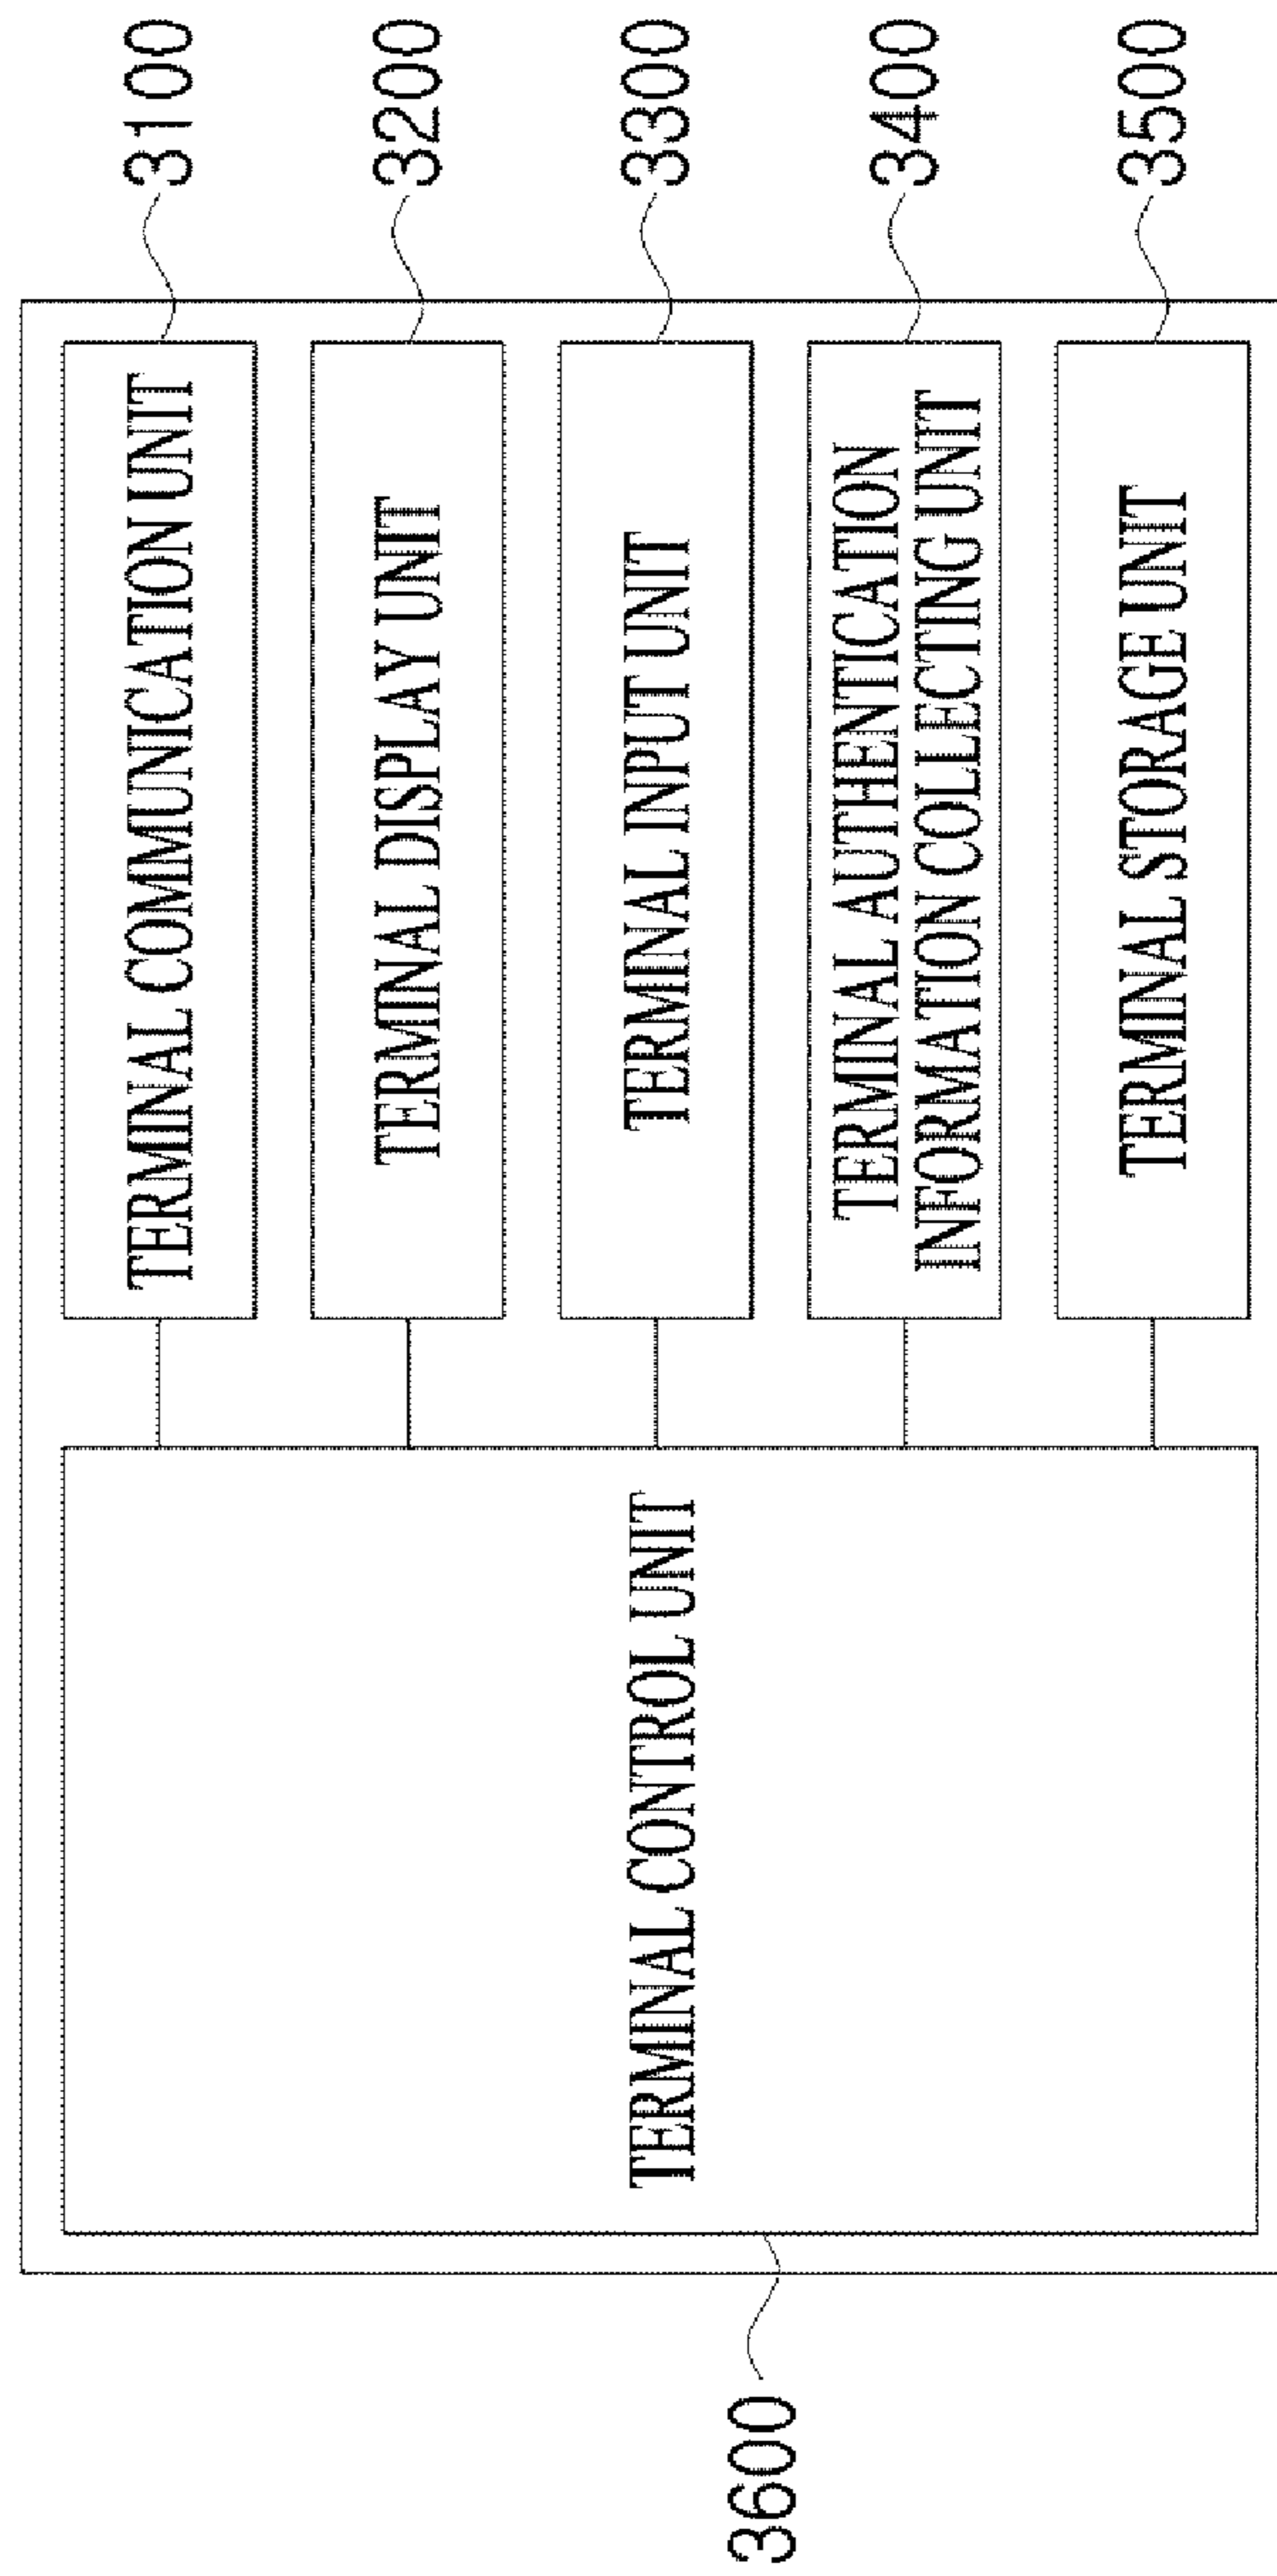 TERMINAL COMMUNICATION UNIT
3100
TERMINAL DISPLAY UNIT
3200
TERMINAL INPUT UNIT
3300
TERMINAL AUTHENTICATION
INFORMATION COLLECTING UNIT
3400
TERMINAL STORAGE UNIT
3500
3600
TERMINAL CONTROL UNIT